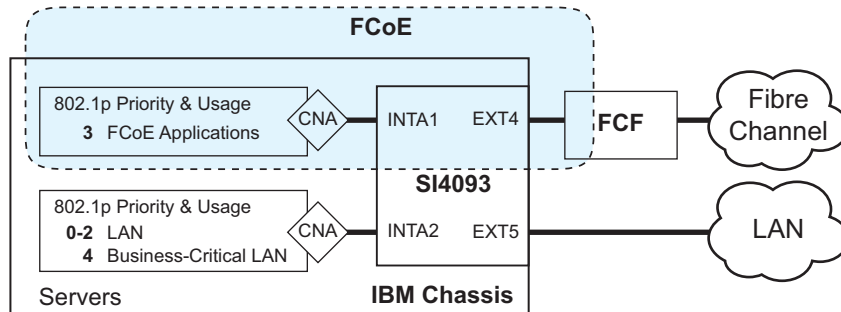 FCoE
802.1p Priority & Usage
3 FCoE Applications
CNA
INTA1
EXT4
FCF
Fibre
Channel
SI4093
802.1p Priority & Usage
0-2 LAN
4 Business-Critical LAN
CNA
INTA2
EXT5
LAN
Servers
IBM Chassis